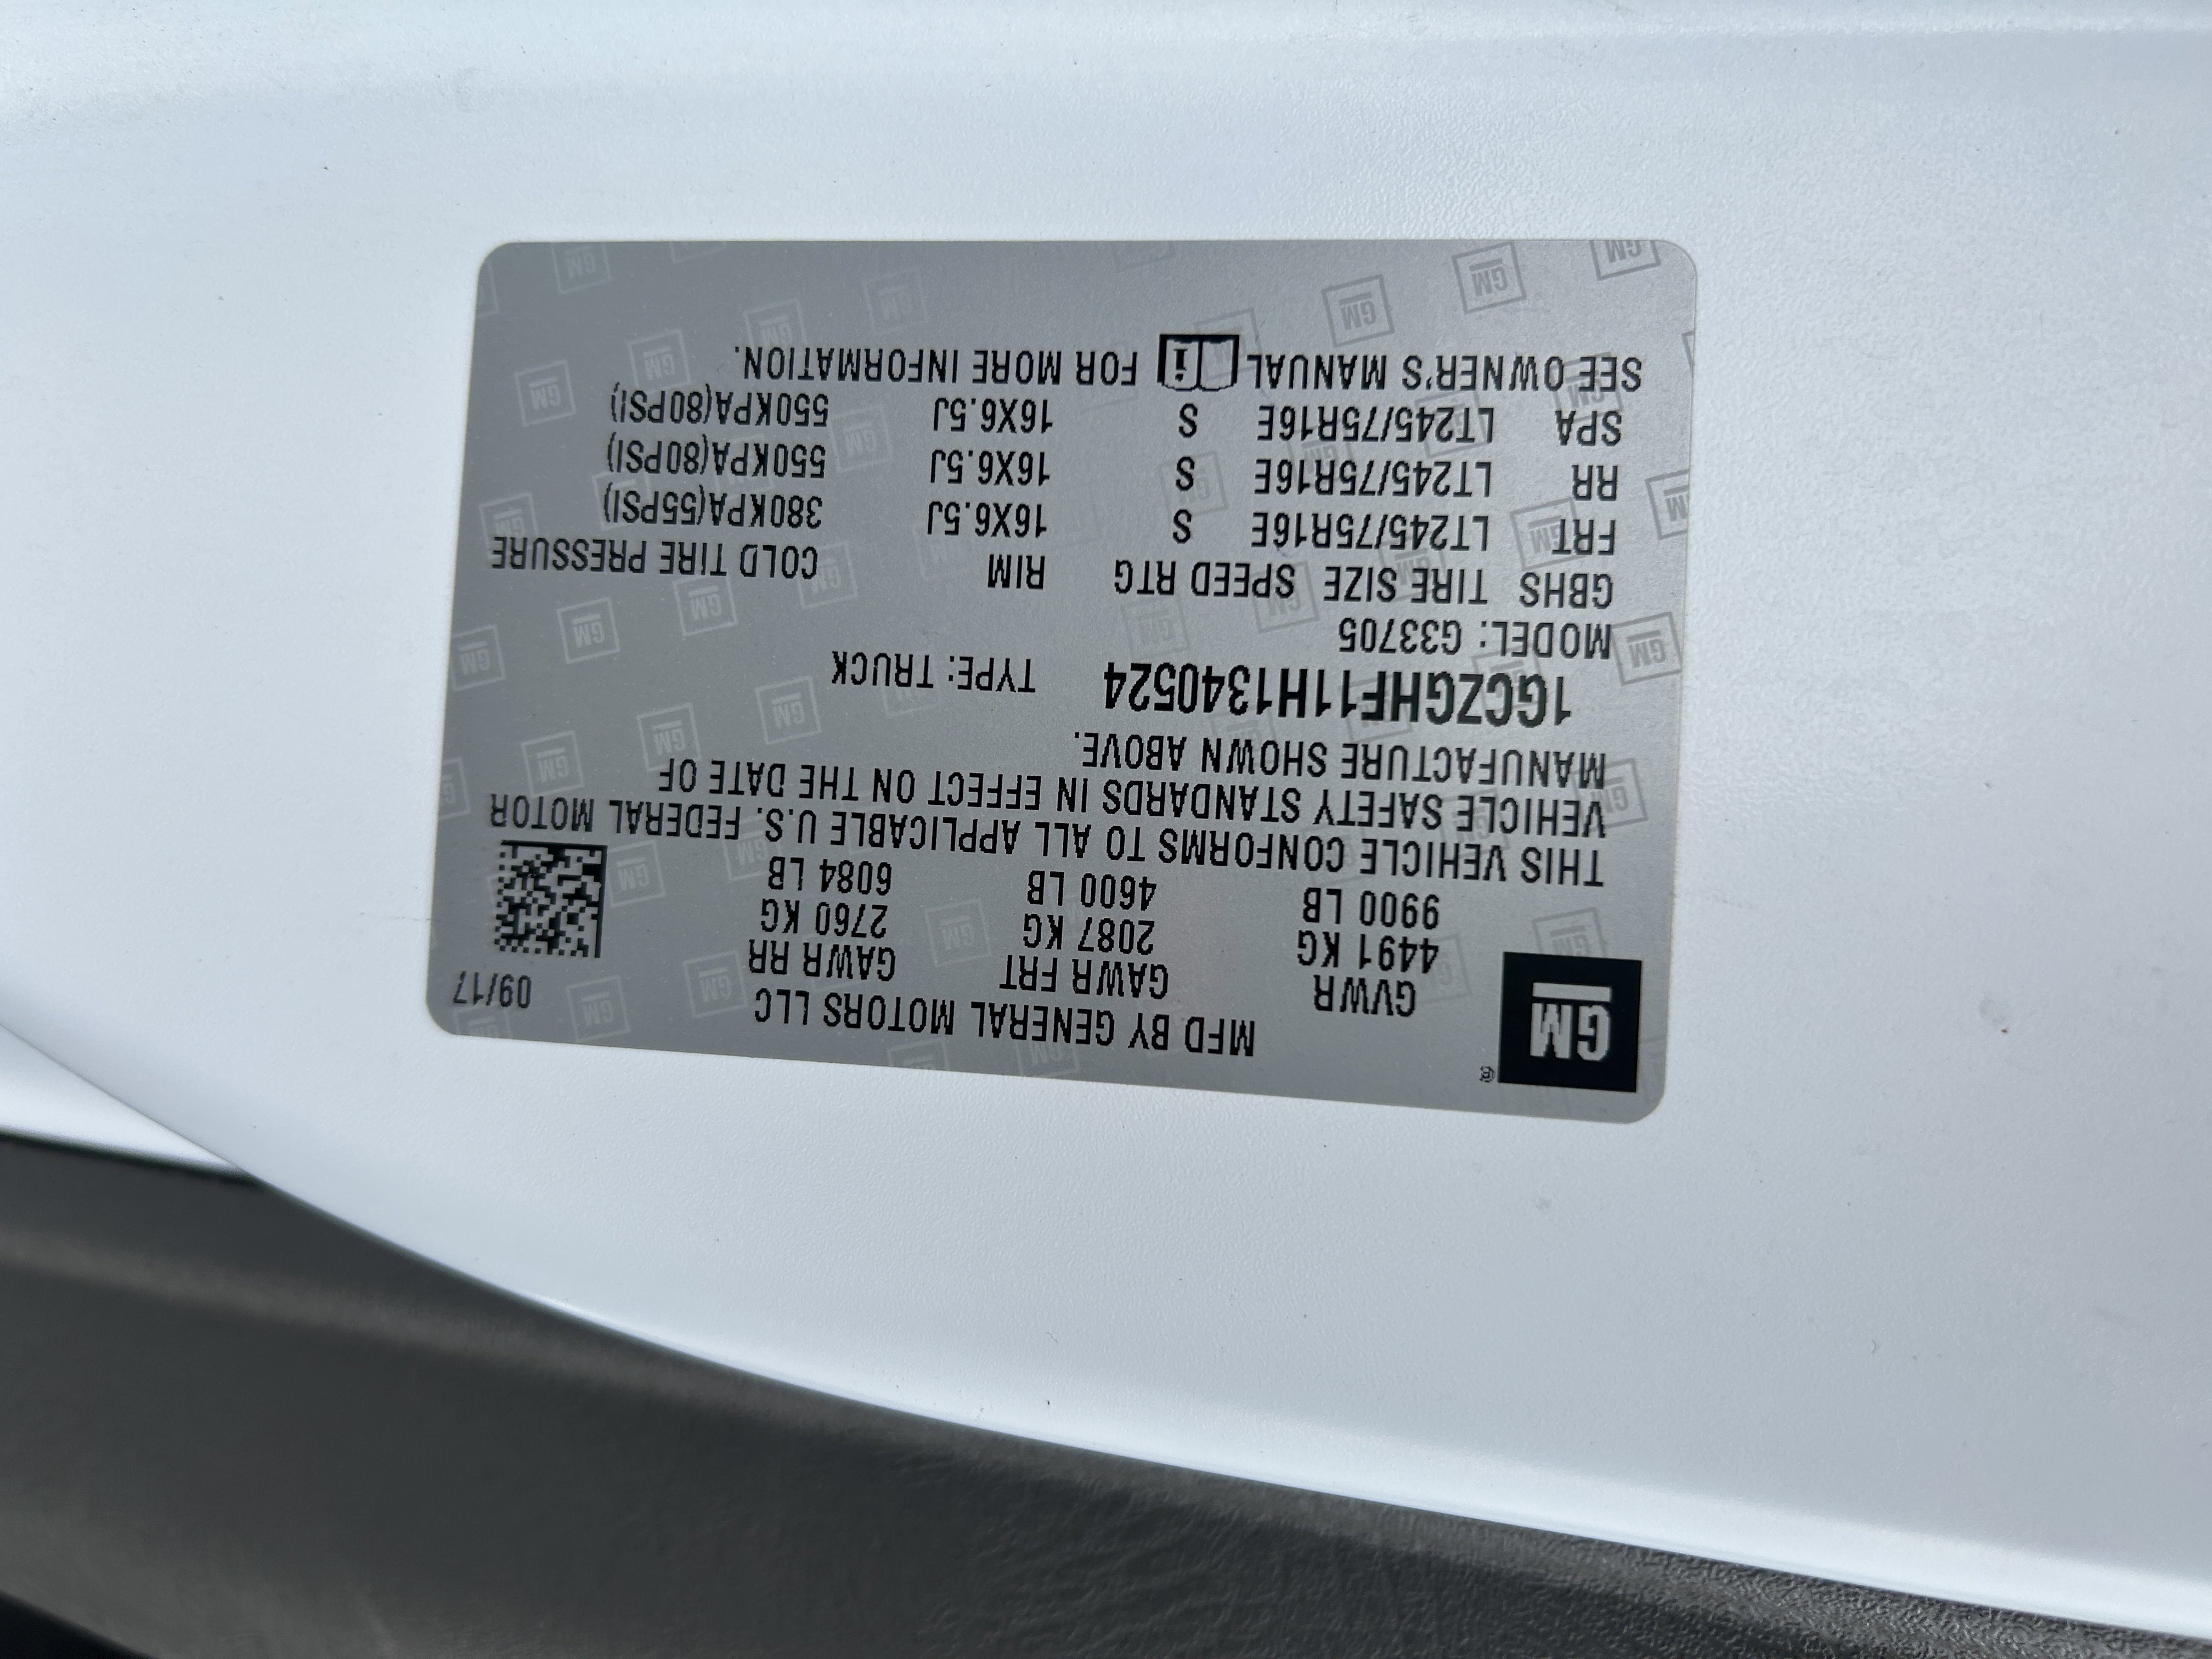 GM
®
MFD BY GENERAL MOTORS LLC
09/17
GVWR GAWR FRT GAWR RR
4491 KG 2087 KG 2760 KG
9900 LB 4600 LB 6084 LB
THIS VEHICLE CONFORMS TO ALL APPLICABLE U.S. FEDERAL MOTOR
VEHICLE SAFETY STANDARDS IN EFFECT ON THE DATE OF
MANUFACTURE SHOWN ABOVE.
1GCZGHF11H1340524 TYPE: TRUCK
MODEL: G33705
GBHS TIRE SIZE SPEED RTG RIM COLD TIRE PRESSURE
FRT LT245/75R16E S 16X6.5J 380KPA(55PSI)
RR LT245/75R16E S 16X6.5J 550KPA(80PSI)
SPA LT245/75R16E S 16X6.5J 550KPA(80PSI)
SEE OWNER'S MANUAL i FOR MORE INFORMATION.